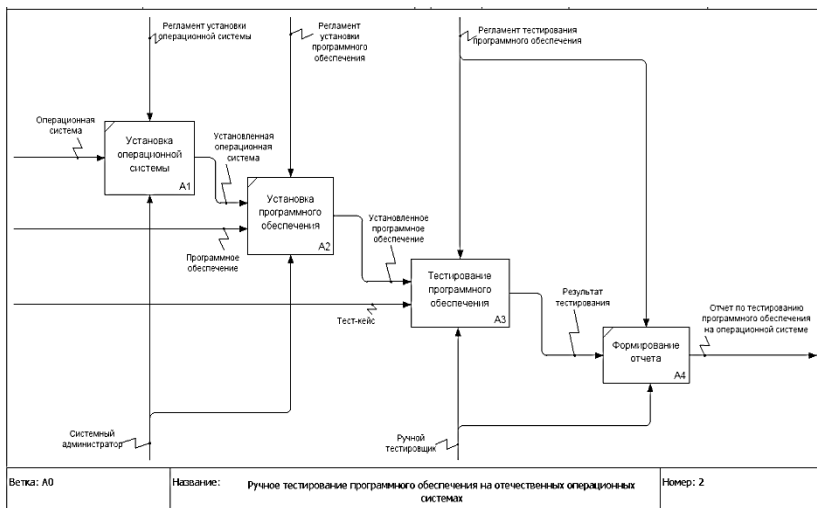 Регламент установки
операционной системы
Регламент
установки
программного
обеспечения
Регламент тестирования
программного обеспечения
Операционная
система
Установка
операционной
системы
A1
Установленная
операционная
система
Установка
программного
обеспечения
A2
Программное
обеспечение
Установленное
программное
обеспечение
Тестирование
программного
обеспечения
A3
Тест-кейс
Результат
тестирования
Отчет по тестированию
программного обеспечения
на операционной системе
Формирование
отчета
A4
Системный
администратор
Ручной
тестировщик
Ветка: A0
Название:
Ручное тестирование программного обеспечения на отечественных операционных
системах
Номер: 2